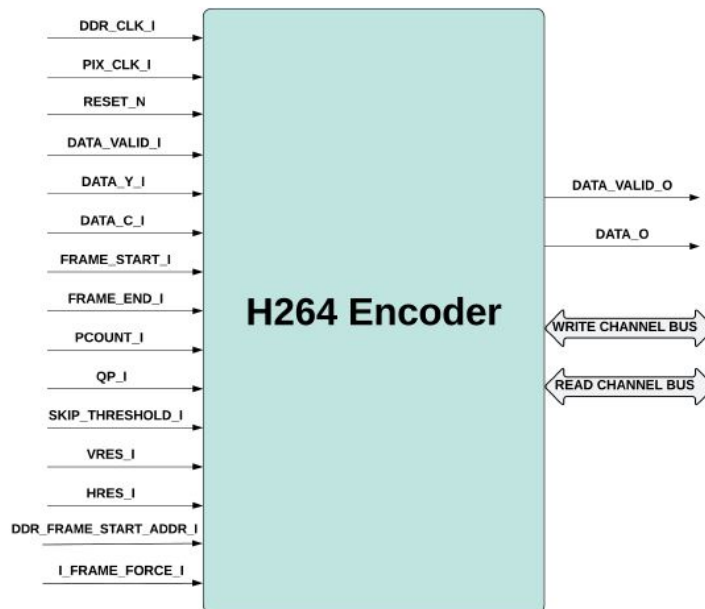 DDR_CLK_I
PIX_CLK_I
RESET_N
DATA_VALID_I
DATA_Y_I
DATA_C_I
FRAME_START_I
FRAME_END_I
PCOUNT_I
QP_I
SKIP_THRESHOLD_I
VRES_I
HRES_I
DDR_FRAME_START_ADDR_I
I_FRAME_FORCE_I
H264 Encoder
DATA_VALID_O
DATA_O
WRITE CHANNEL BUS
READ CHANNEL BUS